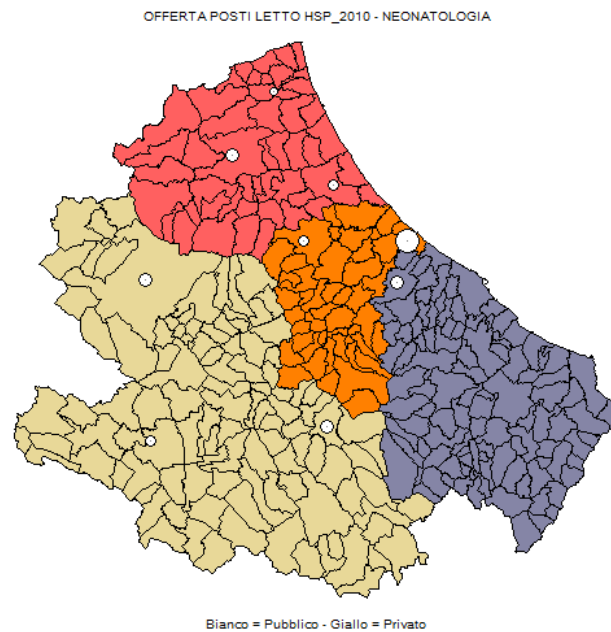 OFFERTA POSTI LETTO HSP_2010 - NEONATOLOGIA
Bianco = Pubblico - Giallo = Privato